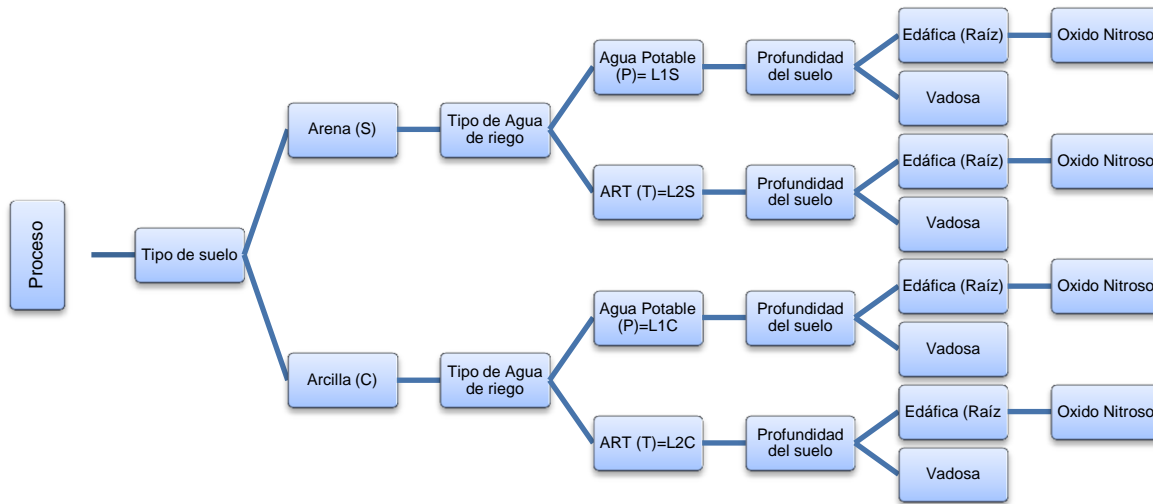 Proceso
Tipo de suelo
Arena (S)
Tipo de Agua
de riego
Agua Potable
(P)= L1S
Profundidad
del suelo
Edáfica (Raíz)
Oxido Nitroso
Vadosa
ART (T)=L2S
Profundidad
del suelo
Edáfica (Raíz)
Oxido Nitroso
Vadosa
Arcilla (C)
Tipo de Agua
de riego
Agua Potable
(P)=L1C
Profundidad
del suelo
Edáfica (Raíz)
Oxido Nitroso
Vadosa
ART (T)=L2C
Profundidad
del suelo
Edáfica (Raíz
Oxido Nitroso
Vadosa